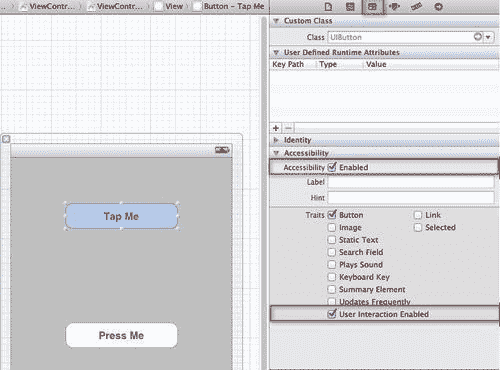 ... ViewContr... ViewContr... View Button - Tap Me
Custom Class
Class UIButton
User Defined Runtime Attributes
Key Path Type Value
Identity
Accessibility
Accessibility Enabled
Label
Hint
Traits Button Link
Image Selected
Static Text
Search Field
Plays Sound
Keyboard Key
Summary Element
Updates Frequently
User Interaction Enabled
Tap Me
Press Me